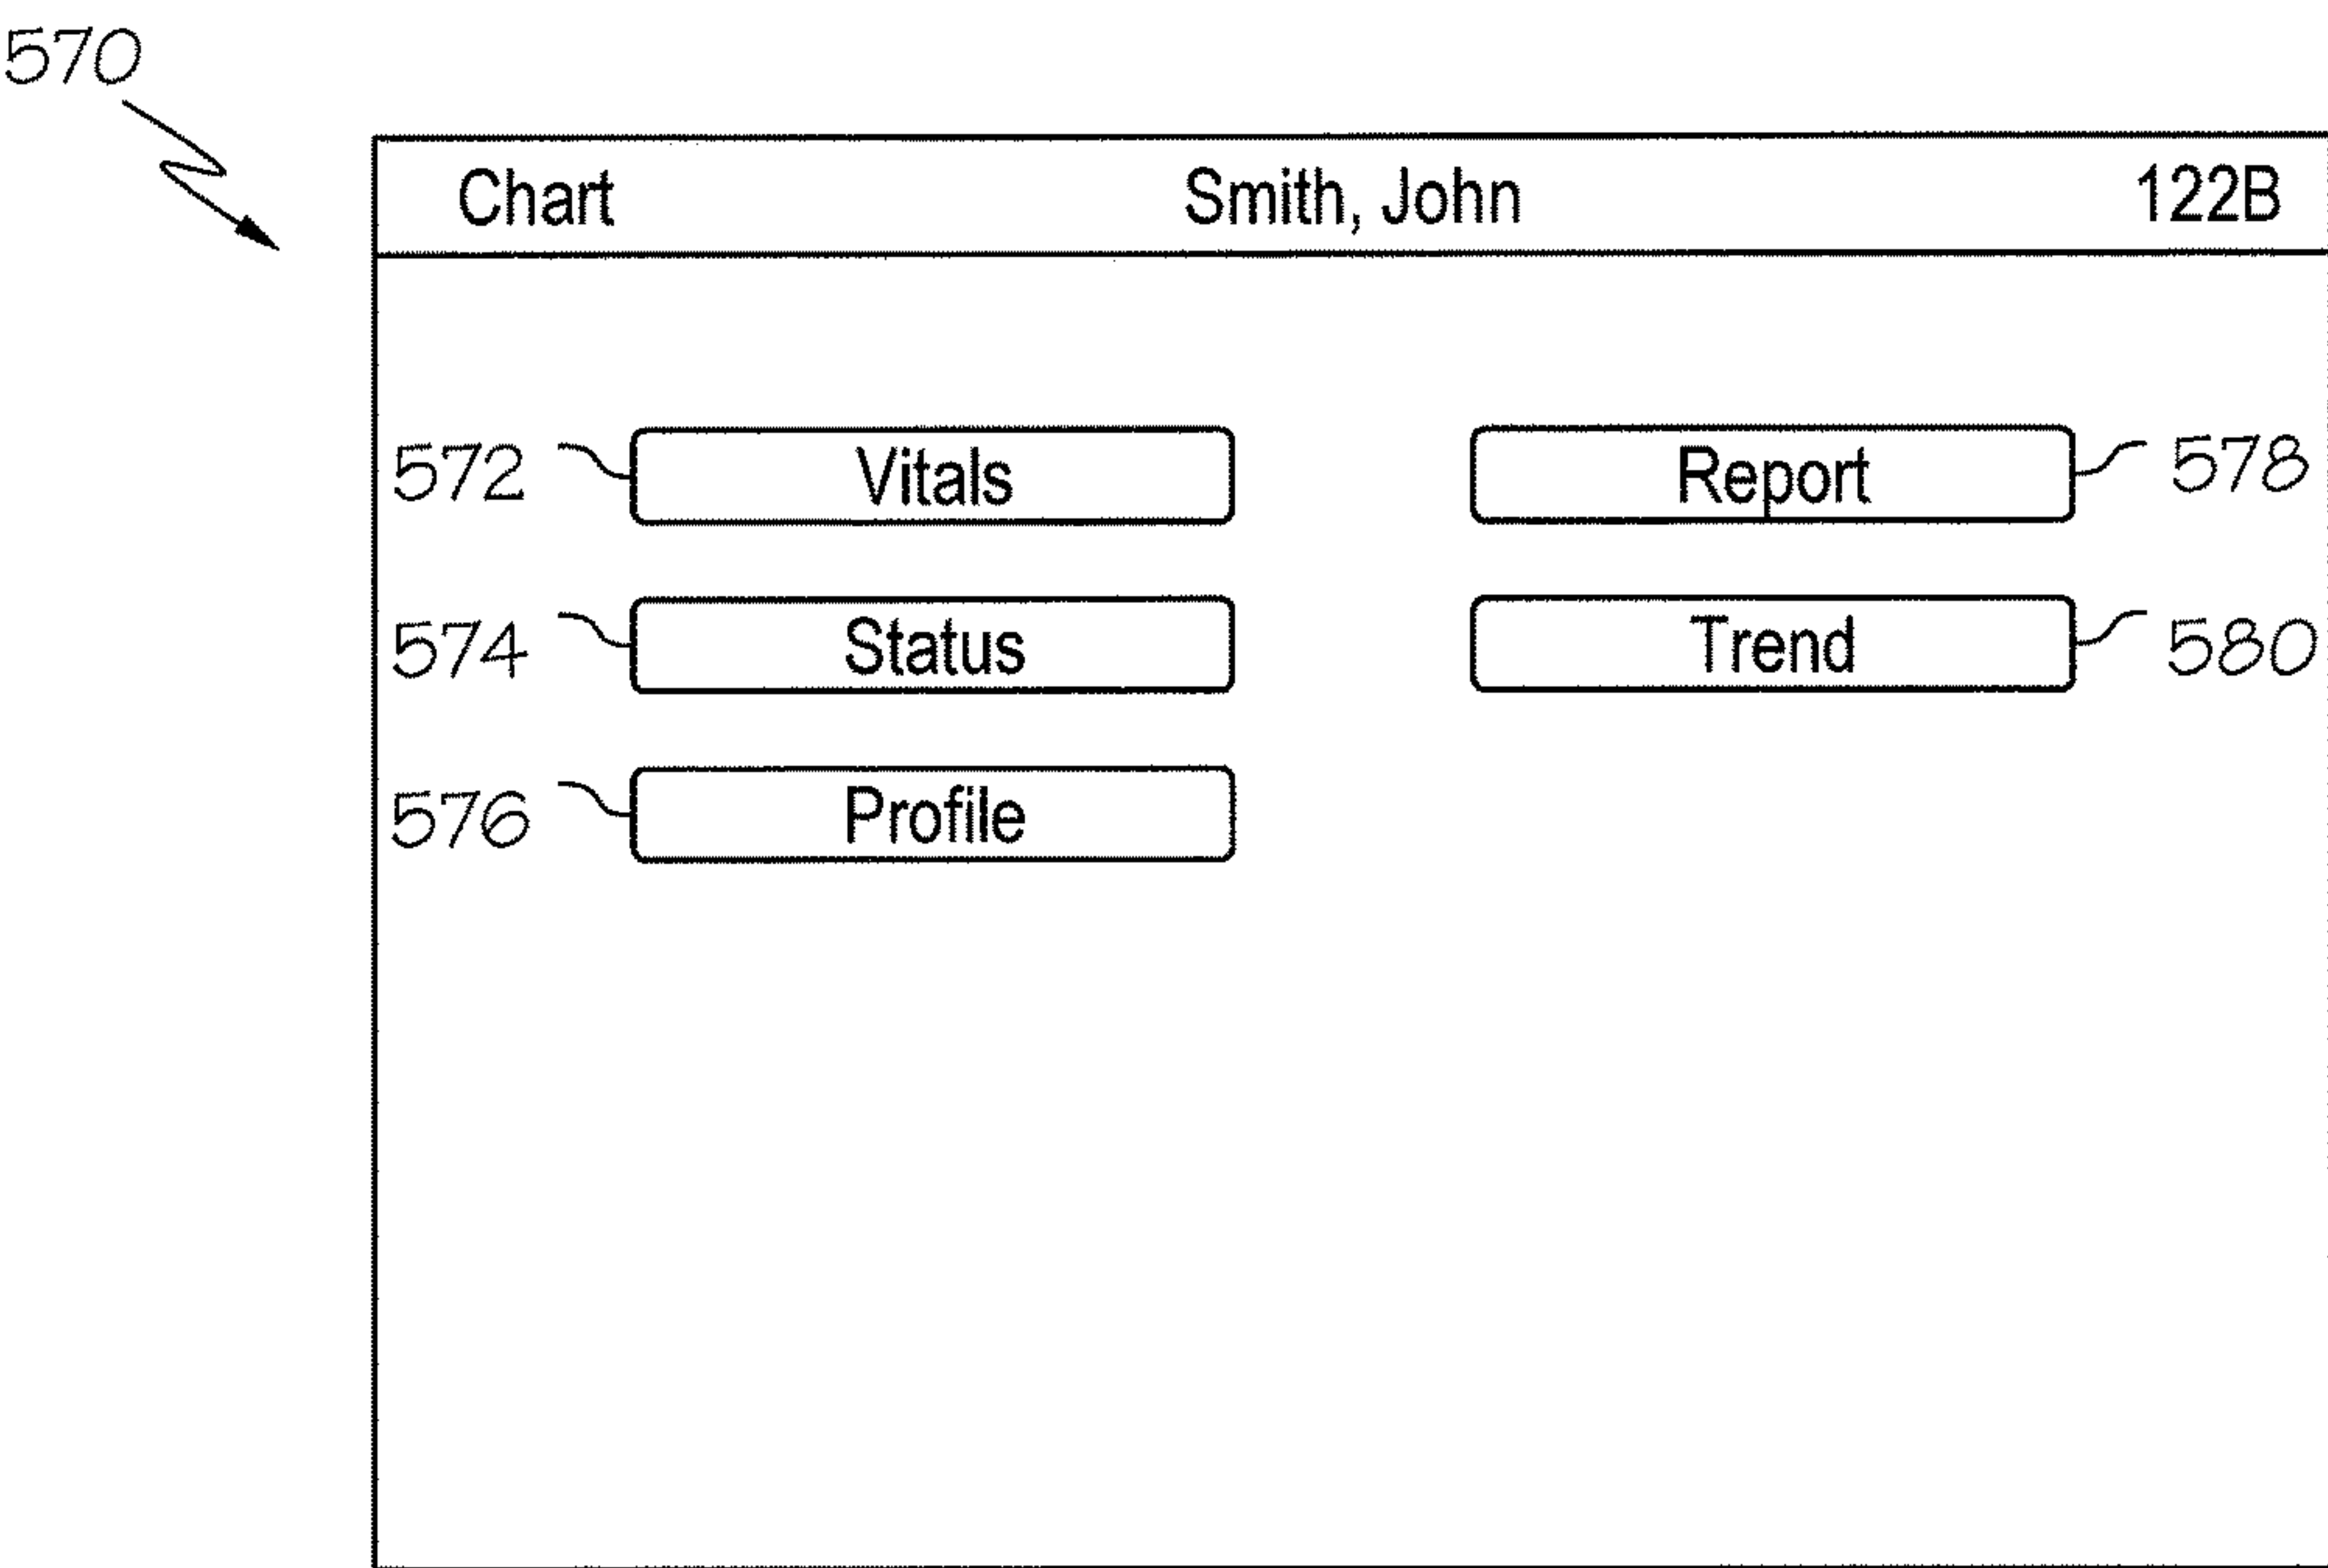 570
Chart Smith, John 122B
572 Vitals Report 578
574 Status Trend 580
576 Profile